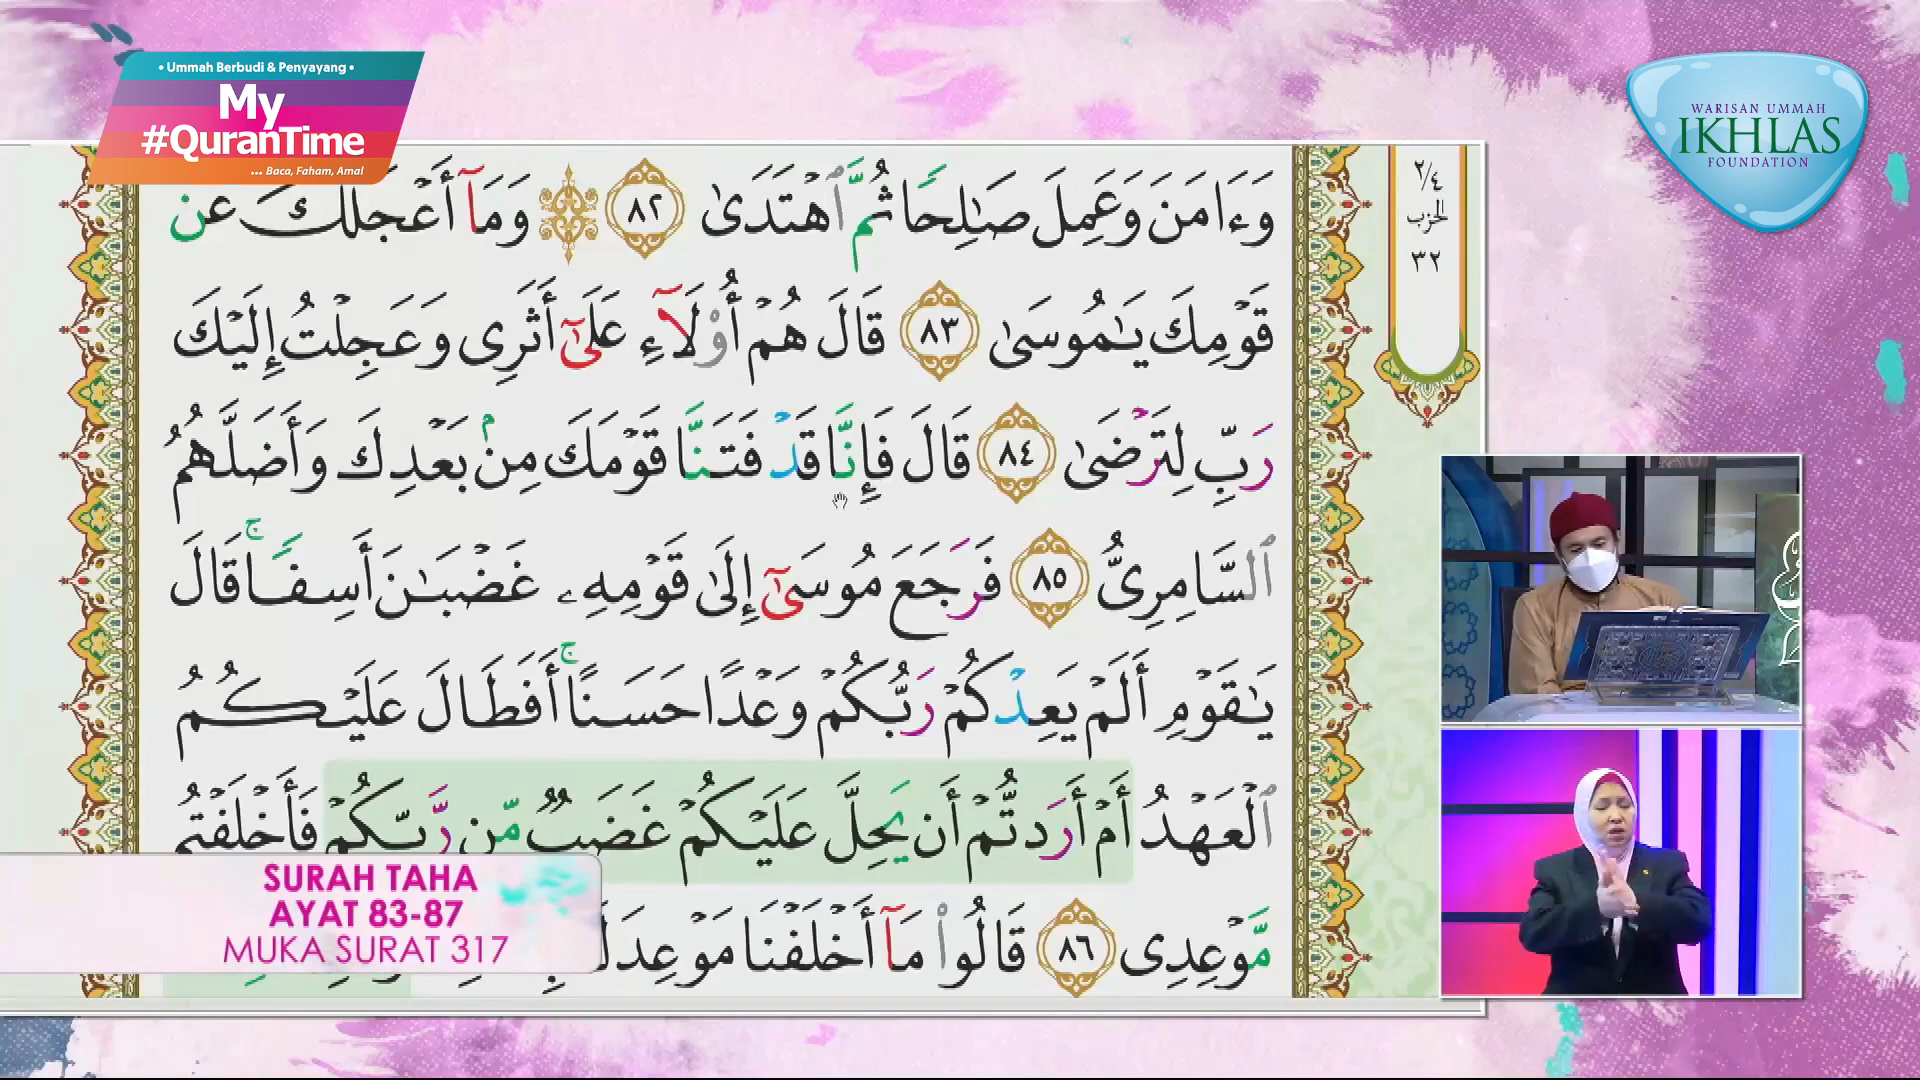 • Ummah Berbudi & Penyayang •
My
#QuranTime
... Baca, Faham, Amal
WARISAN UMMAH
IKHLAS
FOUNDATION
٢/٤
الحزب
٣٢
وَءَامَنَ وَعَمِلَ صَـٰلِحًا ثُمَّ ٱهْتَدَىٰ ٨٢ وَمَآ أَعْجَلَكَ عَن
قَوْمِكَ يَـٰمُوسَىٰ ٨٣ قَالَ هُمْ أُو۟لَآءِ عَلَىٰٓ أَثَرِى وَعَجِلْتُ إِلَيْكَ
رَبِّ لِتَرْضَىٰ ٨٤ قَالَ فَإِنَّا قَدْ فَتَنَّا قَوْمَكَ مِنۢ بَعْدِكَ وَأَضَلَّهُمُ
ٱلسَّامِرِىُّ ٨٥ فَرَجَعَ مُوسَىٰٓ إِلَىٰ قَوْمِهِۦ غَضْبَـٰنَ أَسِفًا ۚ قَالَ
يَـٰقَوْمِ أَلَمْ يَعِدْكُمْ رَبُّكُمْ وَعْدًا حَسَنًا ۚ أَفَطَالَ عَلَيْكُمُ
ٱلْعَهْدُ أَمْ أَرَدتُّمْ أَن يَحِلَّ عَلَيْكُمْ غَضَبٌ مِّن رَّبِّكُمْ فَأَخْلَفْتُم
مَّوْعِدِى ٨٦ قَالُوا۟ مَآ أَخْلَفْنَا مَوْعِدَكَ
SURAH TAHA
AYAT 83-87
MUKA SURAT 317